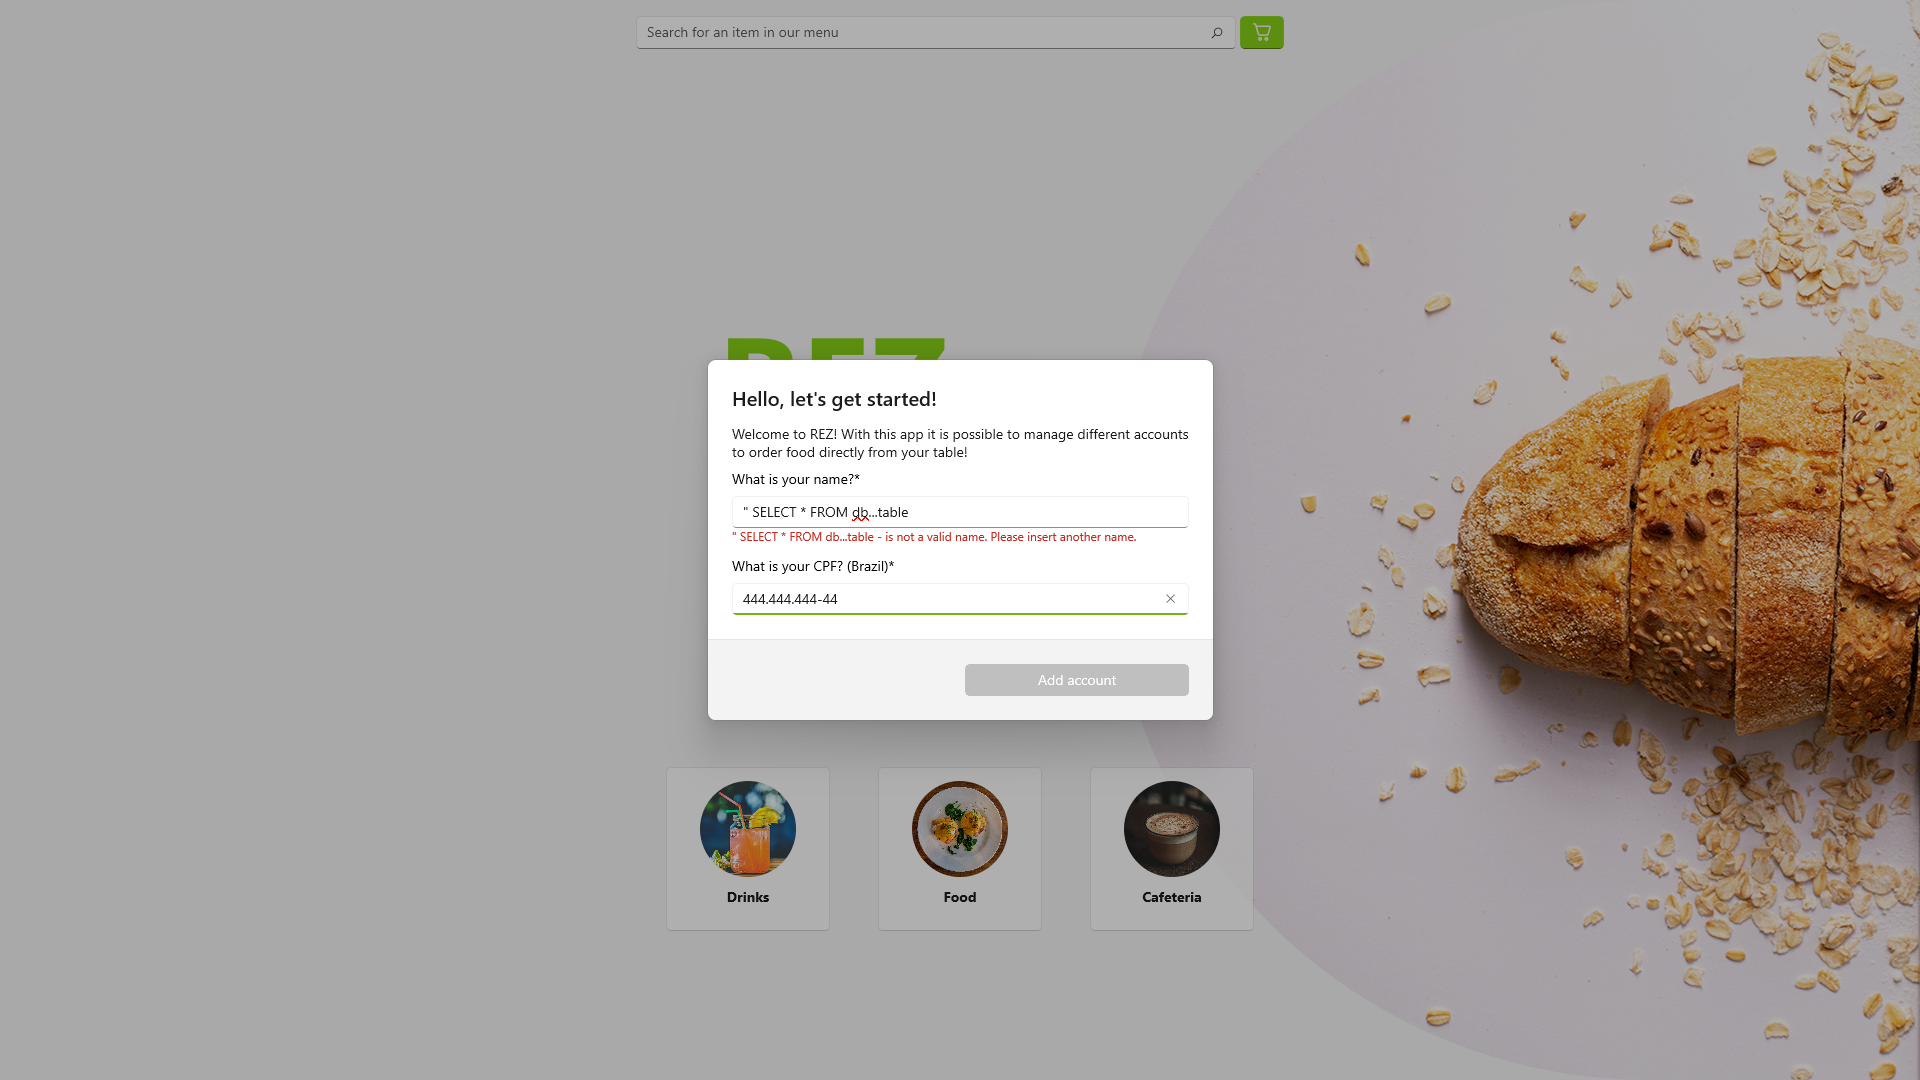 Search for an item in our menu
REZ
Hello, let's get started!
Welcome to REZ! With this app it is possible to manage different accounts
to order food directly from your table!
What is your name?*
" SELECT * FROM db...table
" SELECT * FROM db...table - is not a valid name. Please insert another name.
What is your CPF? (Brazil)*
444.444.444-44
Add account
Drinks
Food
Cafeteria